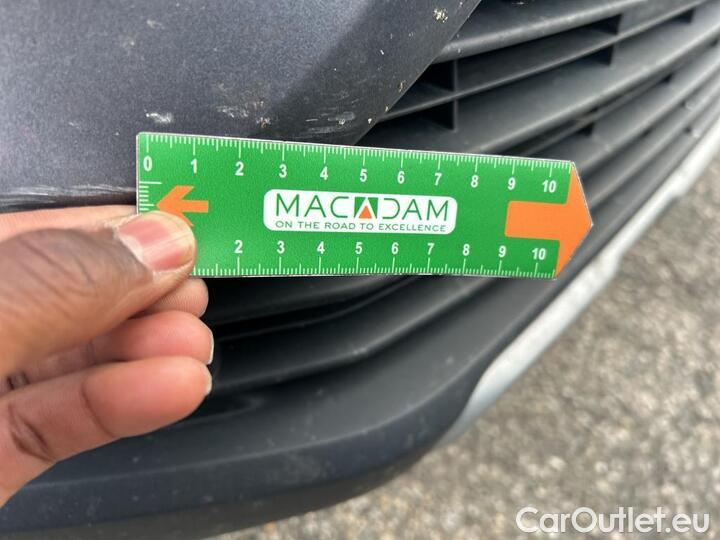 0 1 2 3 4 5 6 7 8 9 10
MACADAM
ON THE ROAD TO EXCELLENCE
2 3 4 5 6 7 8 9 10
CarOutlet.eu